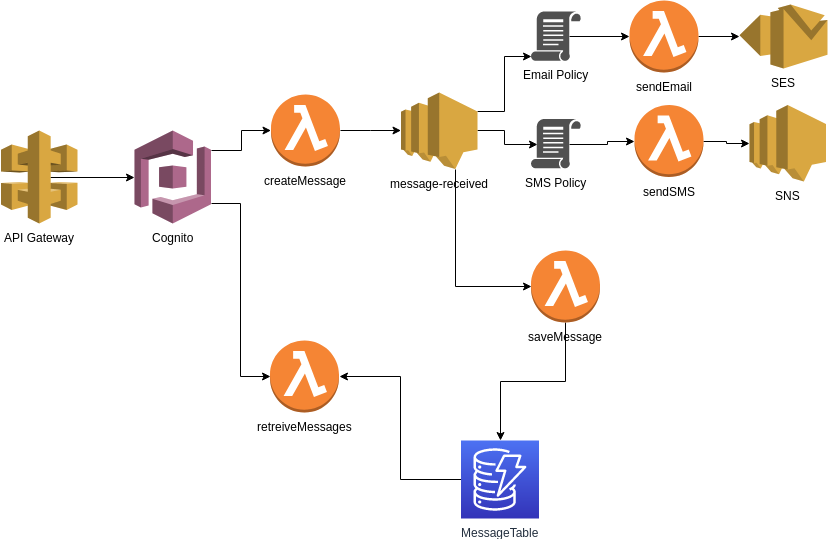 Email Policy
sendEmail
SES
createMessage
message-received
SMS Policy
sendSMS
SNS
API Gateway
Cognito
saveMessage
retreiveMessages
MessageTable